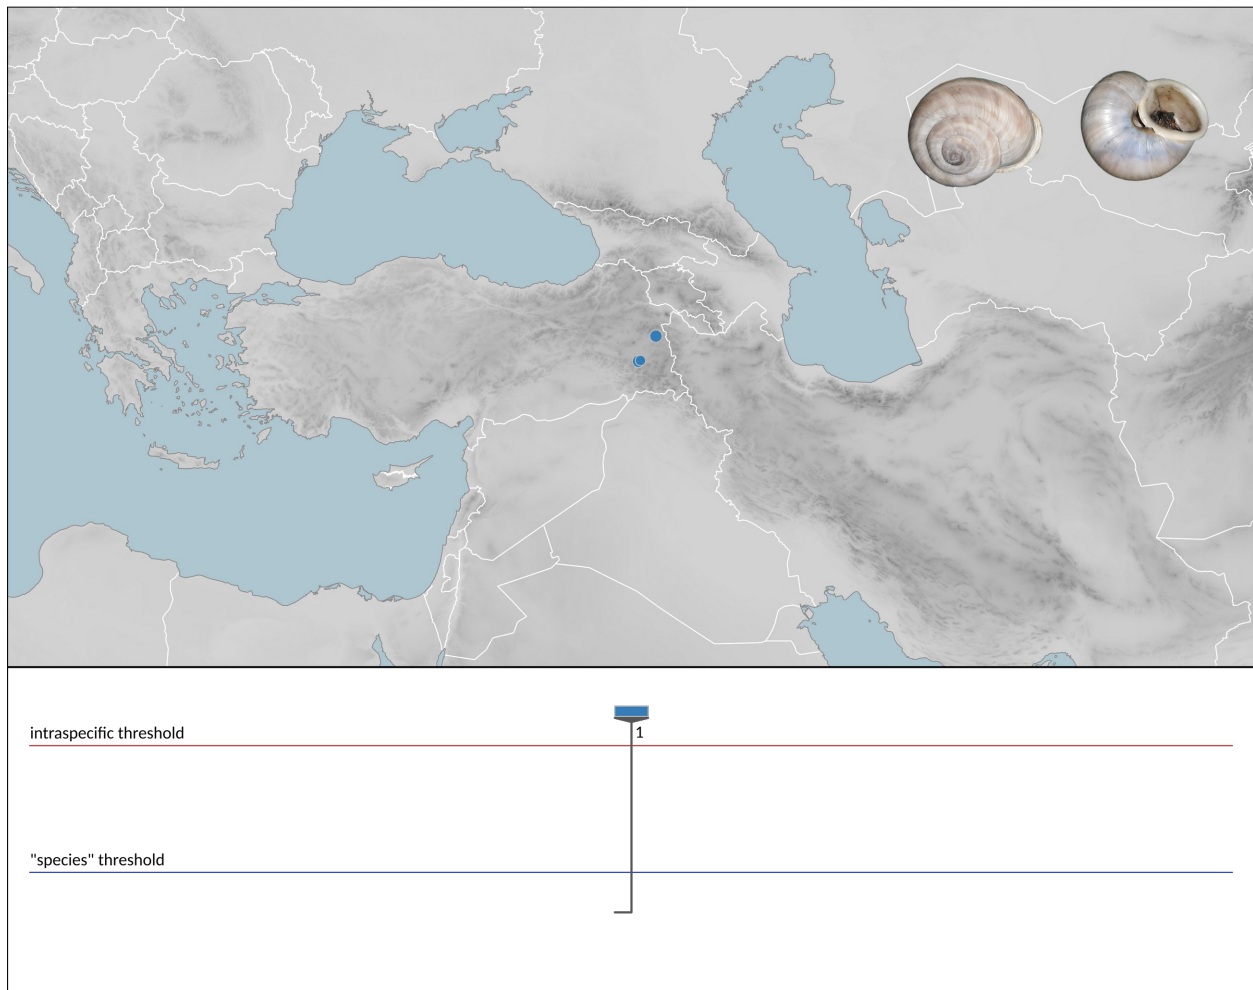 1
intraspecific threshold
"species" threshold